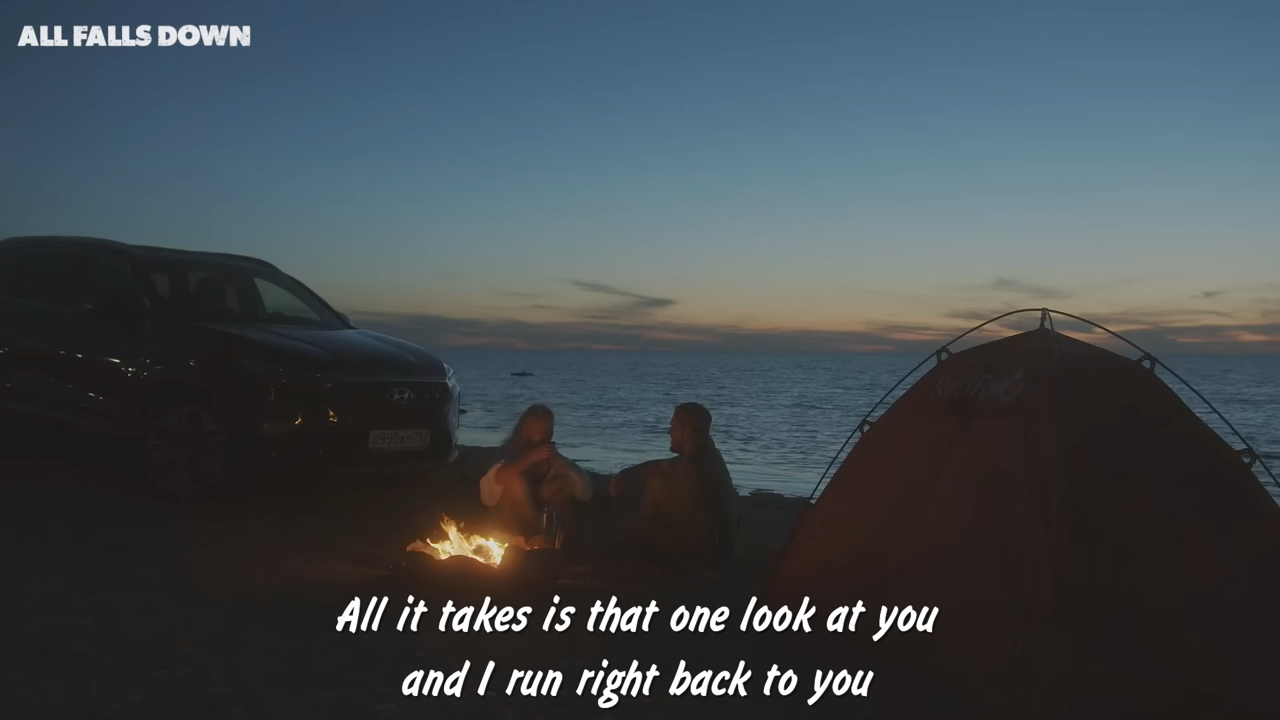 ALL FALLS DOWN
All it takes is that one look at you
and I run right back to you